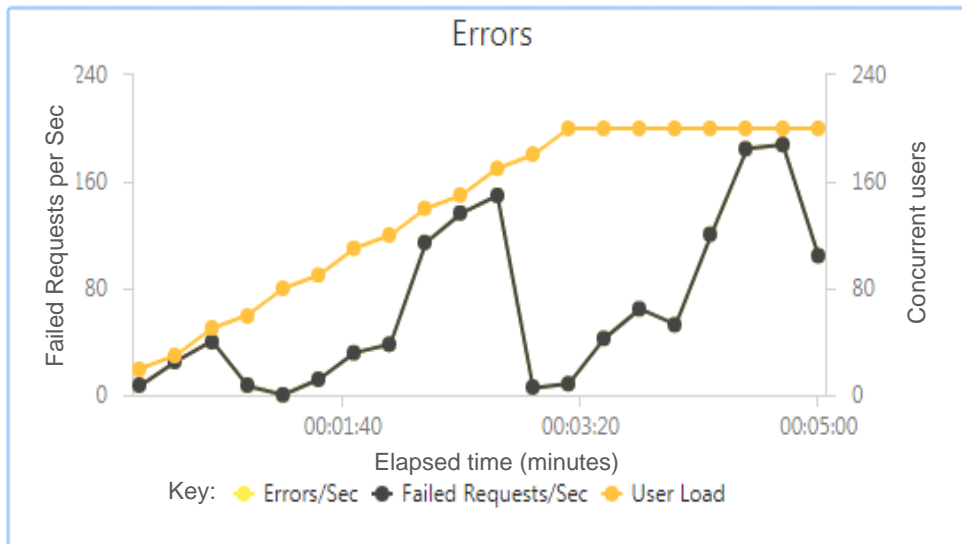 Errors
Failed Requests per Sec
240
160
80
0
240
160
80
0
Concurrent users
00:01:40 00:03:20 00:05:00
Elapsed time (minutes)
Key: Errors/Sec Failed Requests/Sec User Load